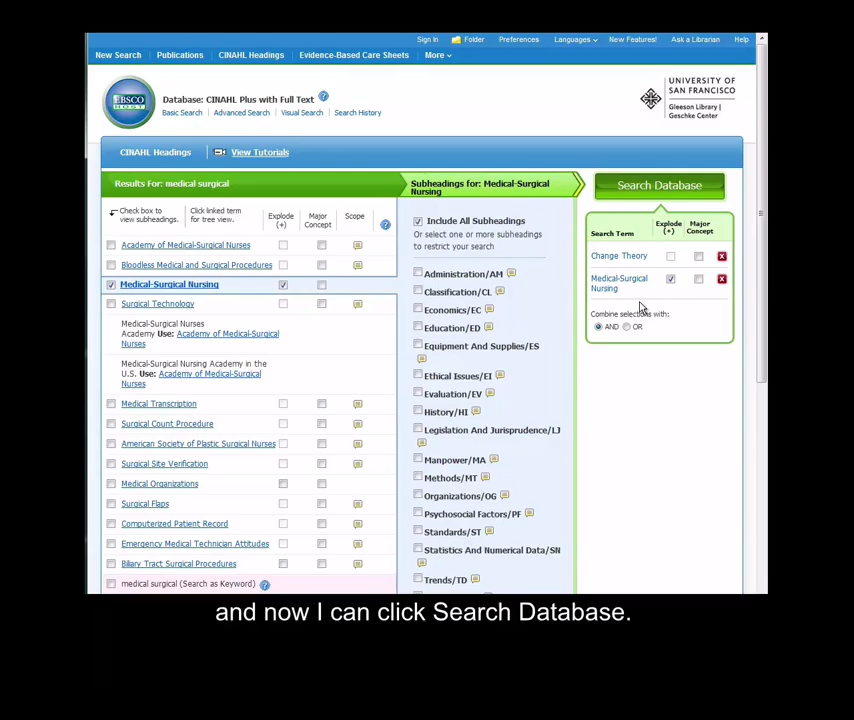 Sign In Folder Preferences Languages New Features! Ask a Librarian Help
New Search Publications CINAHL Headings Evidence-Based Care Sheets More
EBSCO
HOST
Database: CINAHL Plus with Full Text
Basic Search Advanced Search Visual Search Search History
UNIVERSITY OF
SAN FRANCISCO
Gleeson Library |
Geschke Center
CINAHL Headings View Tutorials
Results For: medical surgical
Check box to
view subheadings.
Click linked term
for tree view.
Explode
(+)
Major
Concept
Scope
Academy of Medical-Surgical Nurses
Bloodless Medical and Surgical Procedures
Medical-Surgical Nursing
Surgical Technology
Medical-Surgical Nurses
Academy Use: Academy of Medical-Surgical
Nurses
Medical-Surgical Nursing Academy in the
U.S. Use: Academy of Medical-Surgical
Nurses
Medical Transcription
Surgical Count Procedure
American Society of Plastic Surgical Nurses
Surgical Site Verification
Medical Organizations
Surgical Flaps
Computerized Patient Record
Emergency Medical Technician Attitudes
Biliary Tract Surgical Procedures
medical surgical (Search as Keyword)
Subheadings for: Medical-Surgical
Nursing
Include All Subheadings
Or select one or more subheadings
to restrict your search
Administration/AM
Classification/CL
Economics/EC
Education/ED
Equipment And Supplies/ES
Ethical Issues/EI
Evaluation/EV
History/HI
Legislation And Jurisprudence/LJ
Manpower/MA
Methods/MT
Organizations/OG
Psychosocial Factors/PF
Standards/ST
Statistics And Numerical Data/SN
Trends/TD
Search Database
Search Term
Explode
(+)
Major
Concept
Change Theory
Medical-Surgical
Nursing
Combine selections with:
AND OR
and now I can click Search Database.